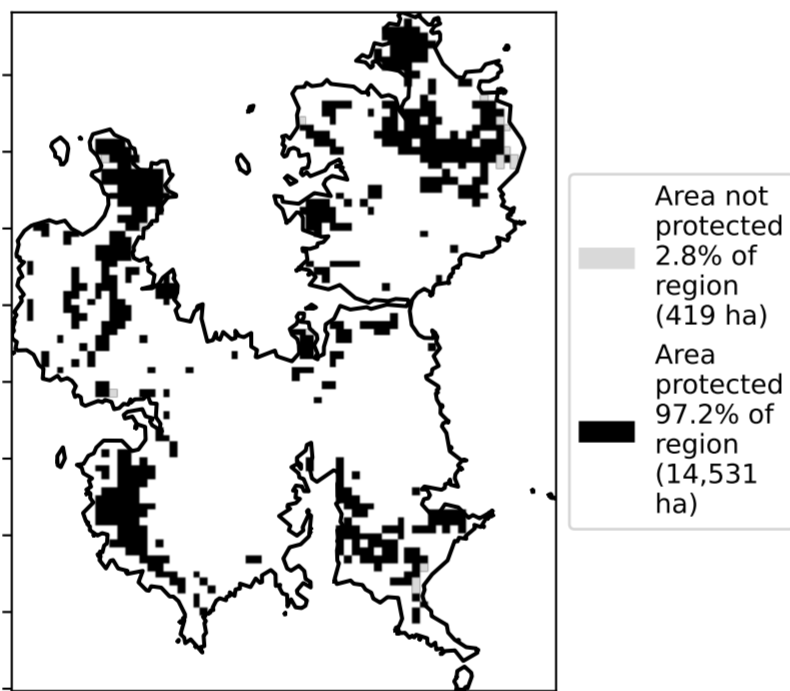 Area not
protected
2.8% of
region
(419 ha)
Area
protected
97.2% of
region
(14,531
ha)